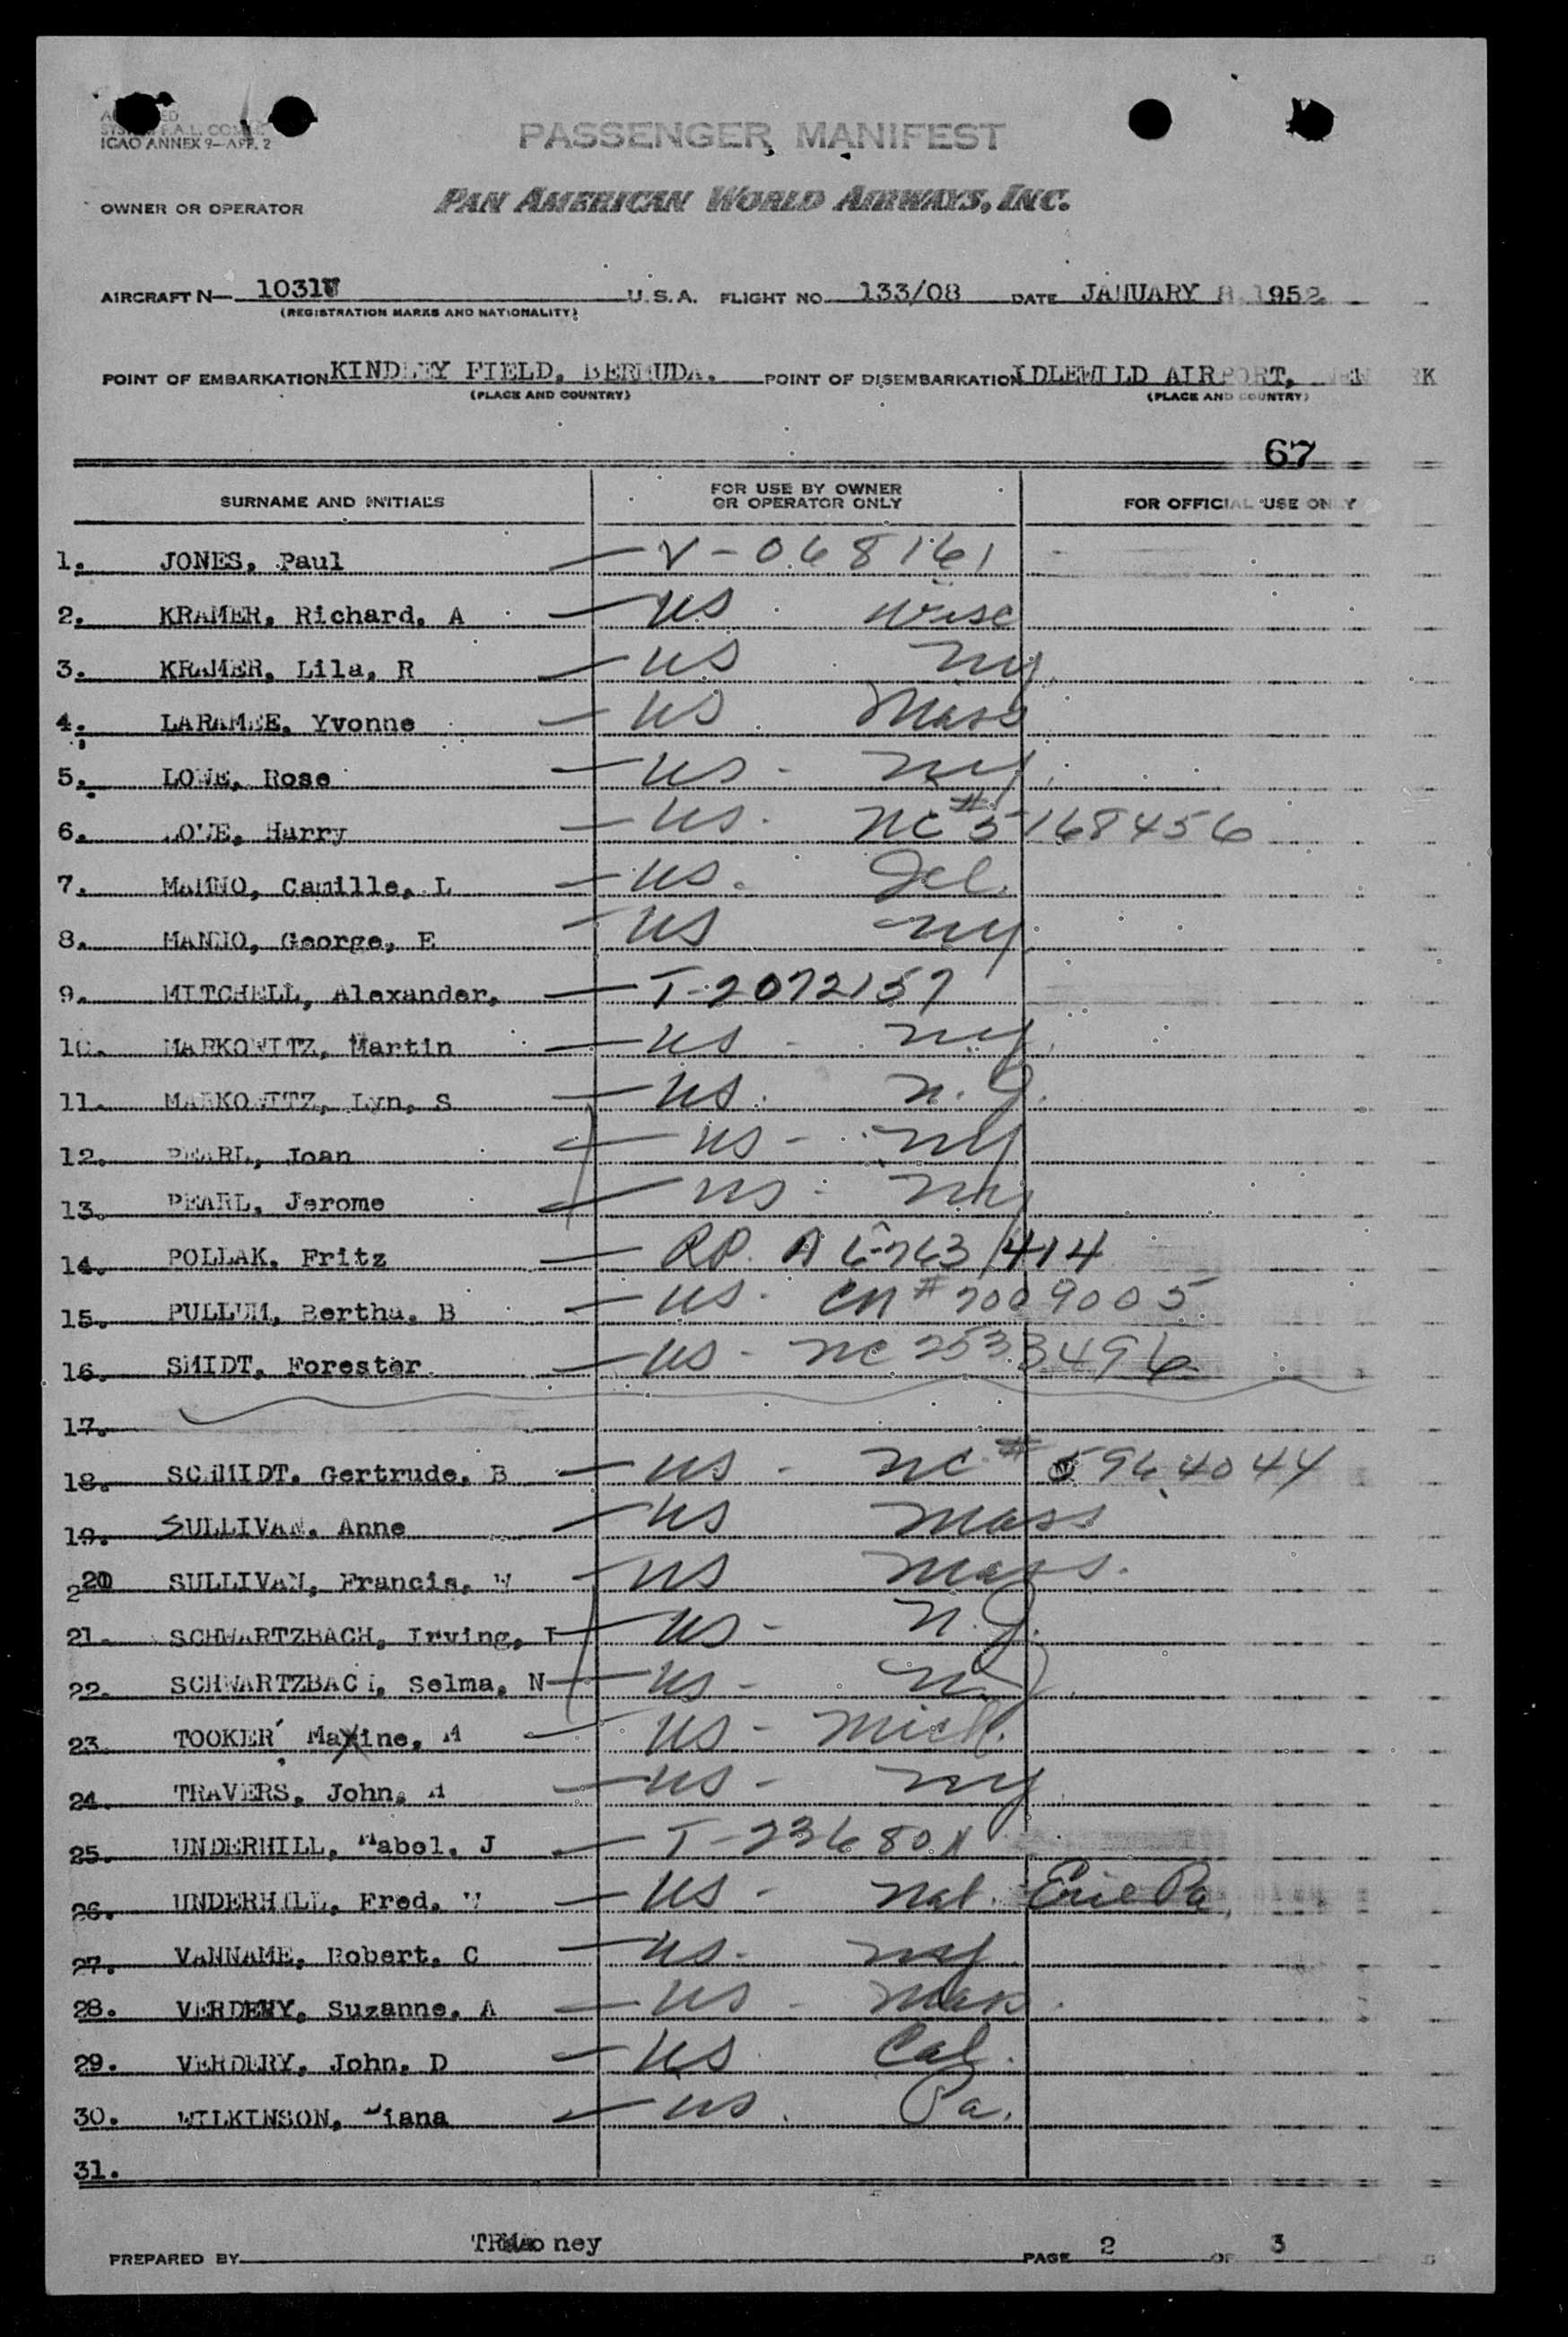 ICAO ANNEX 9—APP. 2
PASSENGER MANIFEST
OWNER OR OPERATOR PAN AMERICAN WORLD AIRWAYS, INC.
AIRCRAFT N— 1031V U.S.A. FLIGHT NO. 133/08 DATE JANUARY 8 1952
(REGISTRATION MARKS AND NATIONALITY)
POINT OF EMBARKATION KINDLEY FIELD, BERMUDA. POINT OF DISEMBARKATION IDLEWILD AIRPORT,
(PLACE AND COUNTRY) (PLACE AND COUNTRY)
67
SURNAME AND INITIALS FOR USE BY OWNER OR OPERATOR ONLY FOR OFFICIAL USE ONLY
1. JONES, Paul — V-068161
2. KRAMER, Richard, A — US Wisc
3. KRAMER, Lila, R — US NY
4. LARAMEE, Yvonne — US Mass
5. LOWE, Rose — US - NY
6. LOWE, Harry — US. NC #5168456
7. MANNO, Camille, L — US.
8. MANNO, George, E — US NY
9. MITCHELL, Alexander, — T-2072157
10. MARKOWITZ, Martin — US - NY
11. MARKOWITZ, Lyn, S — US. N.J.
12. PEARL, Joan — US - NY
13. PEARL, Jerome — US - NY
14. POLLAK, Fritz — RP. A 6-763/414
15. PULLUM, Bertha, B — US. CN # 7009005
16. SMIDT, Forester — US - NC 2533496
17.
18. SCHMIDT, Gertrude, B — US - NC # 5964044
19. SULLIVAN, Anne — US Mass
20 SULLIVAN, Francis, W — US Mass.
21. SCHWARTZBACH, Irving, I — US - N.J.
22. SCHWARTZBACH, Selma, N — US - N.J.
23. TOOKER Maxine, M — US - Mich.
24. TRAVERS, John, M — US - NY
25. UNDERHILL, Mabel, J — T-236808
26. UNDERHILL, Fred, W — US - Nat. Erie Pa.
27. VANNAME, Robert, C — US - NY
28. VERDERY, Suzanne, A — US - Mass.
29. VERDERY, John, D — US Cal.
30. WILKINSON, Diana — US. Pa.
31.
PREPARED BY PAGE 2 OF 3